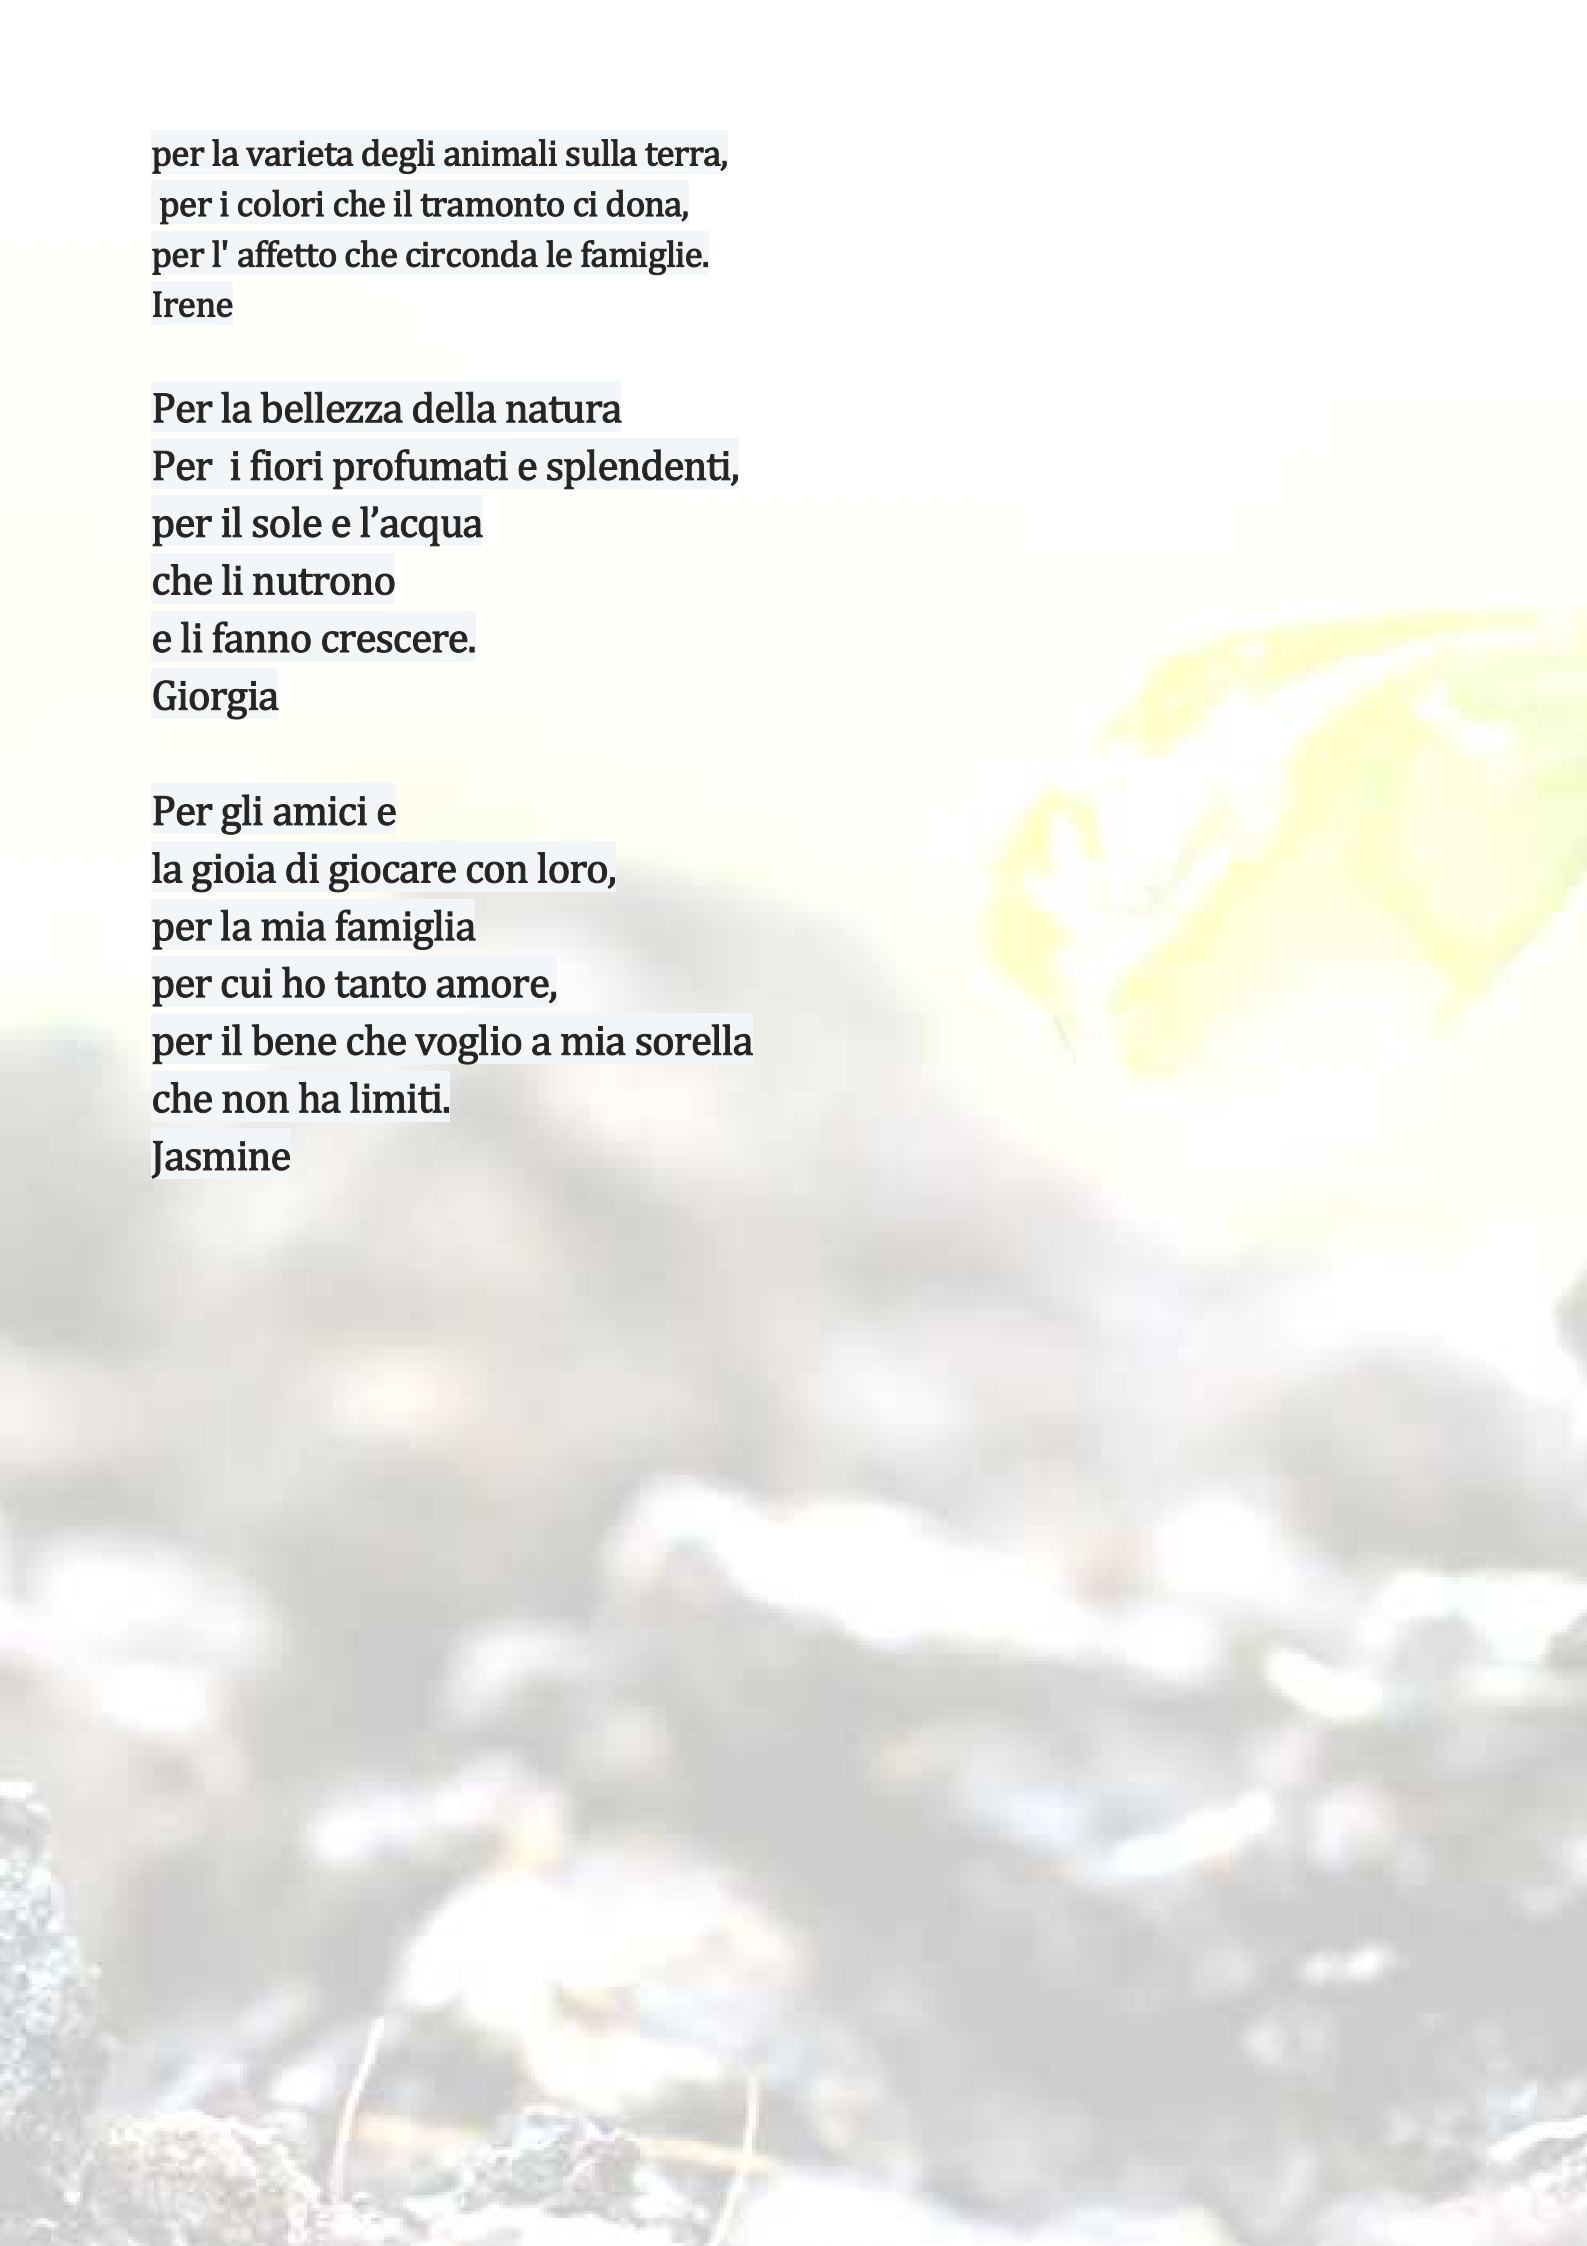 per la varieta degli animali sulla terra,
per i colori che il tramonto ci dona,
per l' affetto che circonda le famiglie.
Irene
Per la bellezza della natura
Per  i fiori profumati e splendenti,
per il sole e l’acqua
che li nutrono
e li fanno crescere.
Giorgia
Per gli amici e
la gioia di giocare con loro,
per la mia famiglia
per cui ho tanto amore,
per il bene che voglio a mia sorella
che non ha limiti.
Jasmine